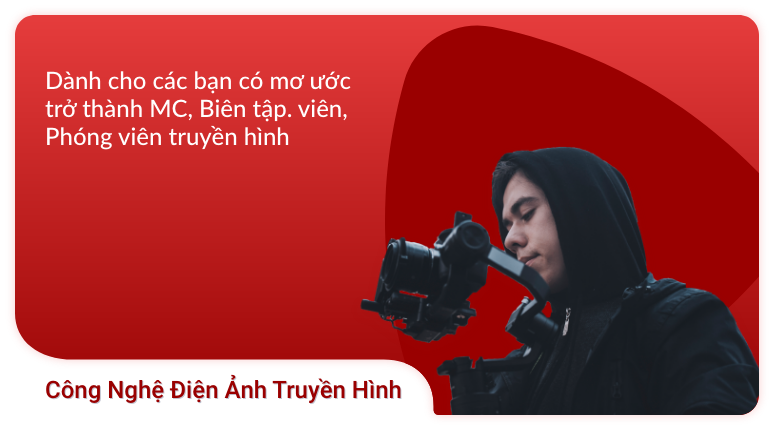 Dành cho các bạn có mơ ước
trở thành MC, Biên tập. viên,
Phóng viên truyền hình
Công Nghệ Điện Ảnh Truyền Hình